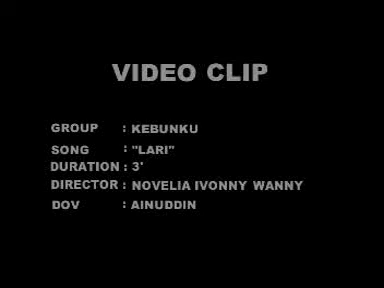 VIDEO CLIP
GROUP : KEBUNKU
SONG : "LARI"
DURATION : 3'
DIRECTOR : NOVELIA IVONNY WANNY
DOV : AINUDDIN